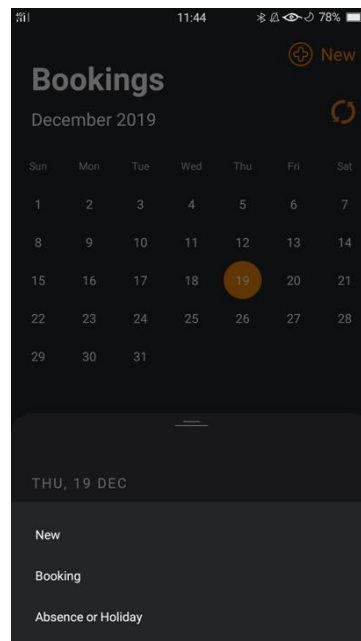 11:44
78%
New
Bookings
December 2019
Sun Mon Tue Wed Thu Fri Sat
1 2 3 4 5 6 7
8 9 10 11 12 13 14
15 16 17 18 19 20 21
22 23 24 25 26 27 28
29 30 31
THU, 19 DEC
New
Booking
Absence or Holiday